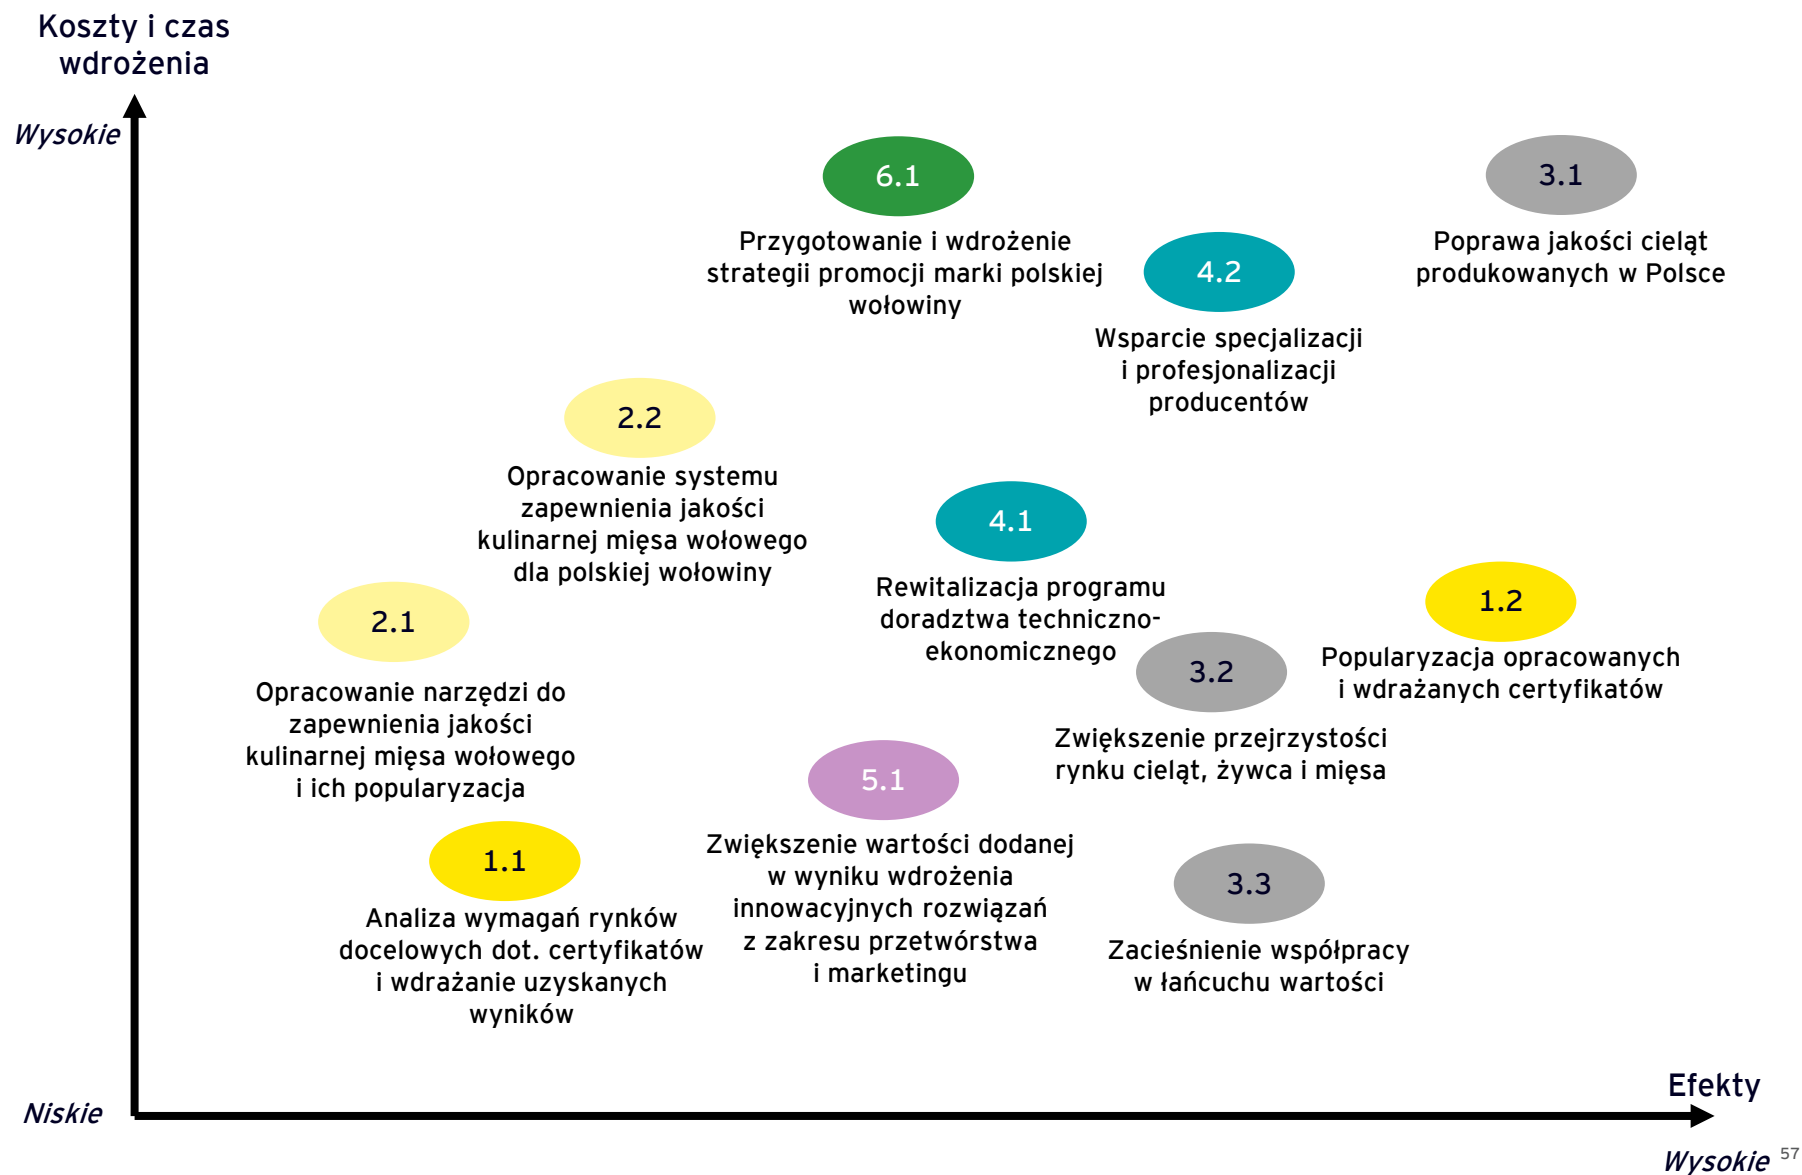 Koszty i czas
wdrożenia
Wysokie
6.1
Przygotowanie i wdrożenie
strategii promocji marki polskiej
wołowiny
3.1
Poprawa jakości cieląt
produkowanych w Polsce
4.2
Wsparcie specjalizacji
i profesjonalizacji
producentów
2.2
Opracowanie systemu
zapewnienia jakości
kulinarnej mięsa wołowego
dla polskiej wołowiny
4.1
Rewitalizacja programu
doradztwa techniczno-
ekonomicznego
1.2
Popularyzacja opracowanych
i wdrażanych certyfikatów
2.1
Opracowanie narzędzi do
zapewnienia jakości
kulinarnej mięsa wołowego
i ich popularyzacja
3.2
Zwiększenie przejrzystości
rynku cieląt, żywca i mięsa
5.1
Zwiększenie wartości dodanej
w wyniku wdrożenia
innowacyjnych rozwiązań
z zakresu przetwórstwa
i marketingu
1.1
Analiza wymagań rynków
docelowych dot. certyfikatów
i wdrażanie uzyskanych
wyników
3.3
Zacieśnienie współpracy
w łańcuchu wartości
Efekty
Niskie
Wysokie
57